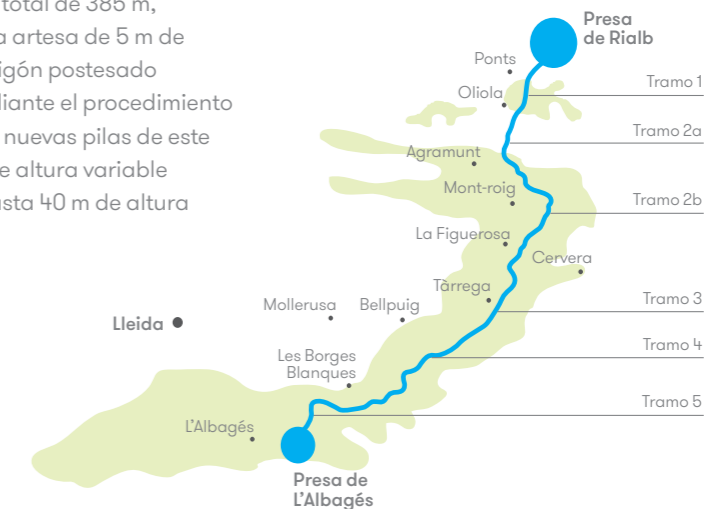 total de 385 m,
a artesa de 5 m de
igón postesado
diante el procedimiento
nuevas pilas de este
e altura variable
asta 40 m de altura
Presa
de Rialb
Ponts
Oliola
Tramo 1
Tramo 2a
Agramunt
Mont-roig
Tramo 2b
La Figuerosa
Cervera
Tàrrega
Tramo 3
Mollerusa
Bellpuig
Lleida
Tramo 4
Les Borges
Blanques
Tramo 5
L'Albagés
Presa de
L'Albagés